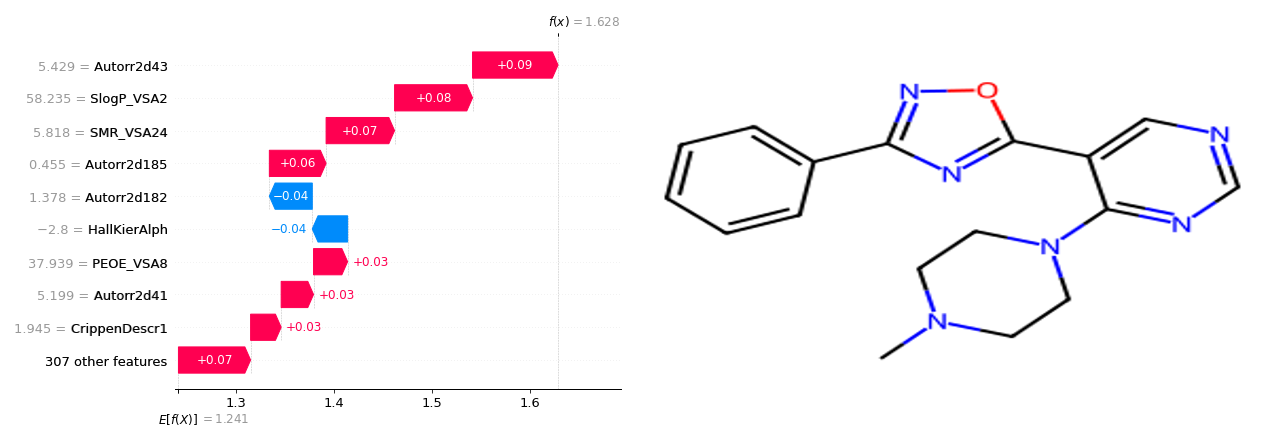 f(x) = 1.628
5.429 = Autorr2d43
+0.09
58.235 = SlogP_VSA2
+0.08
5.818 = SMR_VSA24
+0.07
0.455 = Autorr2d185
+0.06
1.378 = Autorr2d182
−0.04
−2.8 = HallKierAlph
−0.04
37.939 = PEOE_VSA8
+0.03
5.199 = Autorr2d41
+0.03
1.945 = CrippenDescr1
+0.03
307 other features
+0.07
1.3 1.4 1.5 1.6
E[f(X)] = 1.241
N O
N
N
N
N
N